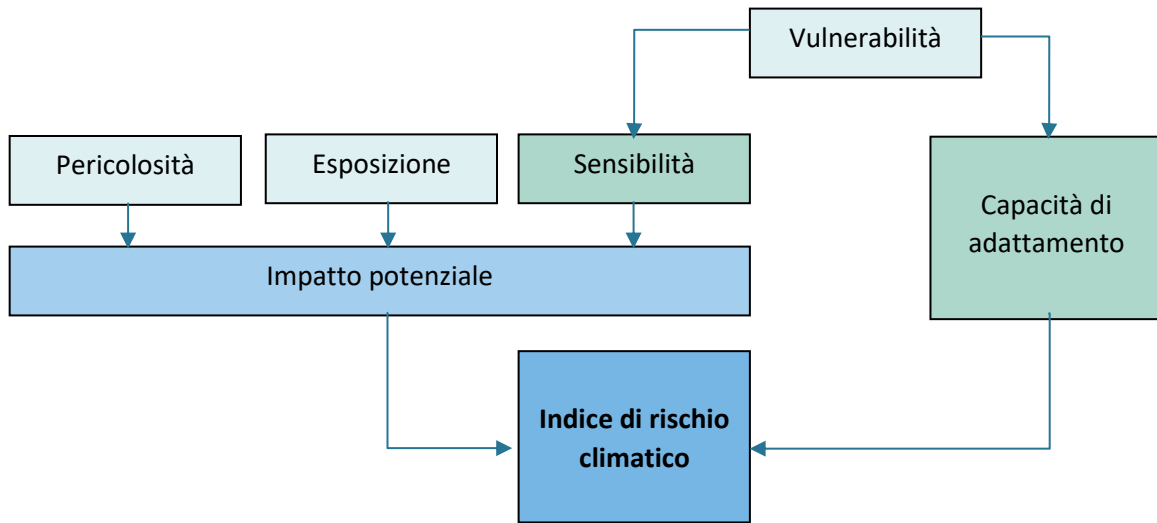 Vulnerabilità
Pericolosità
Esposizione
Sensibilità
Capacità di
adattamento
Impatto potenziale
Indice di rischio
climatico